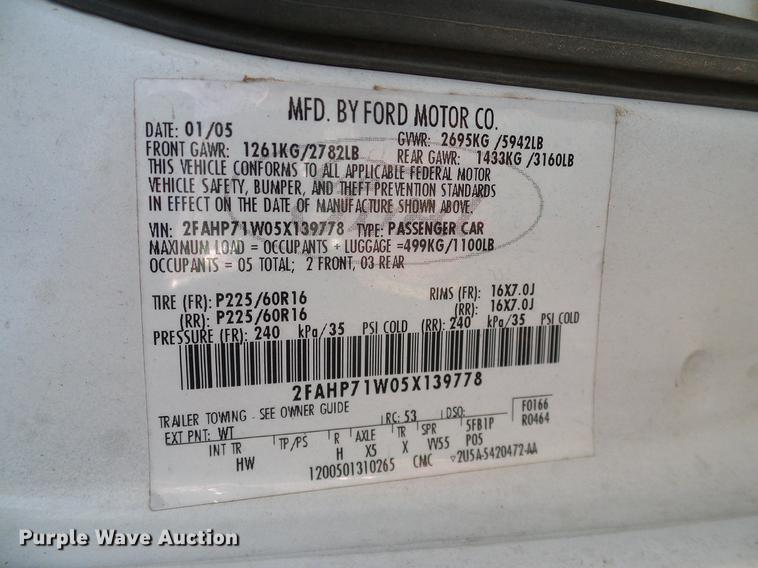 MFD. BY FORD MOTOR CO.
DATE: 01/05 GVWR: 2695KG/5942LB
FRONT GAWR: 1261KG/2782LB REAR GAWR: 1433KG/3160LB
THIS VEHICLE CONFORMS TO ALL APPLICABLE FEDERAL MOTOR
VEHICLE SAFETY, BUMPER, AND THEFT PREVENTION STANDARDS
IN EFFECT ON THE DATE OF MANUFACTURE SHOWN ABOVE.
VIN: 2FAHP71W05X139778 TYPE: PASSENGER CAR
MAXIMUM LOAD = OCCUPANTS + LUGGAGE =499KG/1100LB
OCCUPANTS = 05 TOTAL; 2 FRONT, 03 REAR
TIRE (FR): P225/60R16 RIMS (FR): 16X7.0J
(RR): P225/60R16 (RR): 16X7.0J
PRESSURE (FR): 240 kPa/35 PSI COLD (RR): 240 kPa/35 PSI COLD
2FAHP71W05X139778
TRAILER TOWING - SEE OWNER GUIDE RC: 53 DSO: F0166
EXT PNT: WT R0464
INT TR TP/PS R AXLE TR SPR 5FB1P
HW H X5 X VV55 P05
1200501310265 CMC ▽2U5A-5420472-AA
Purple Wave Auction